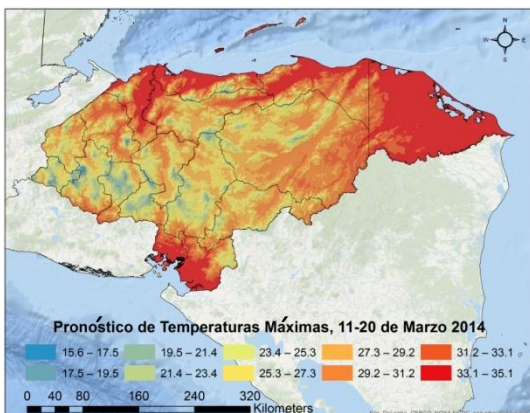 N
W E
S
Pronóstico de Temperaturas Máximas, 11-20 de Marzo 2014
15.6 – 17.5 19.5 – 21.4 23.4 – 25.3 27.3 – 29.2 31.2 – 33.1
17.5 – 19.5 21.4 – 23.4 25.3 – 27.3 29.2 – 31.2 33.1 – 35.1
0 40 80 160 240 320
Kilometers